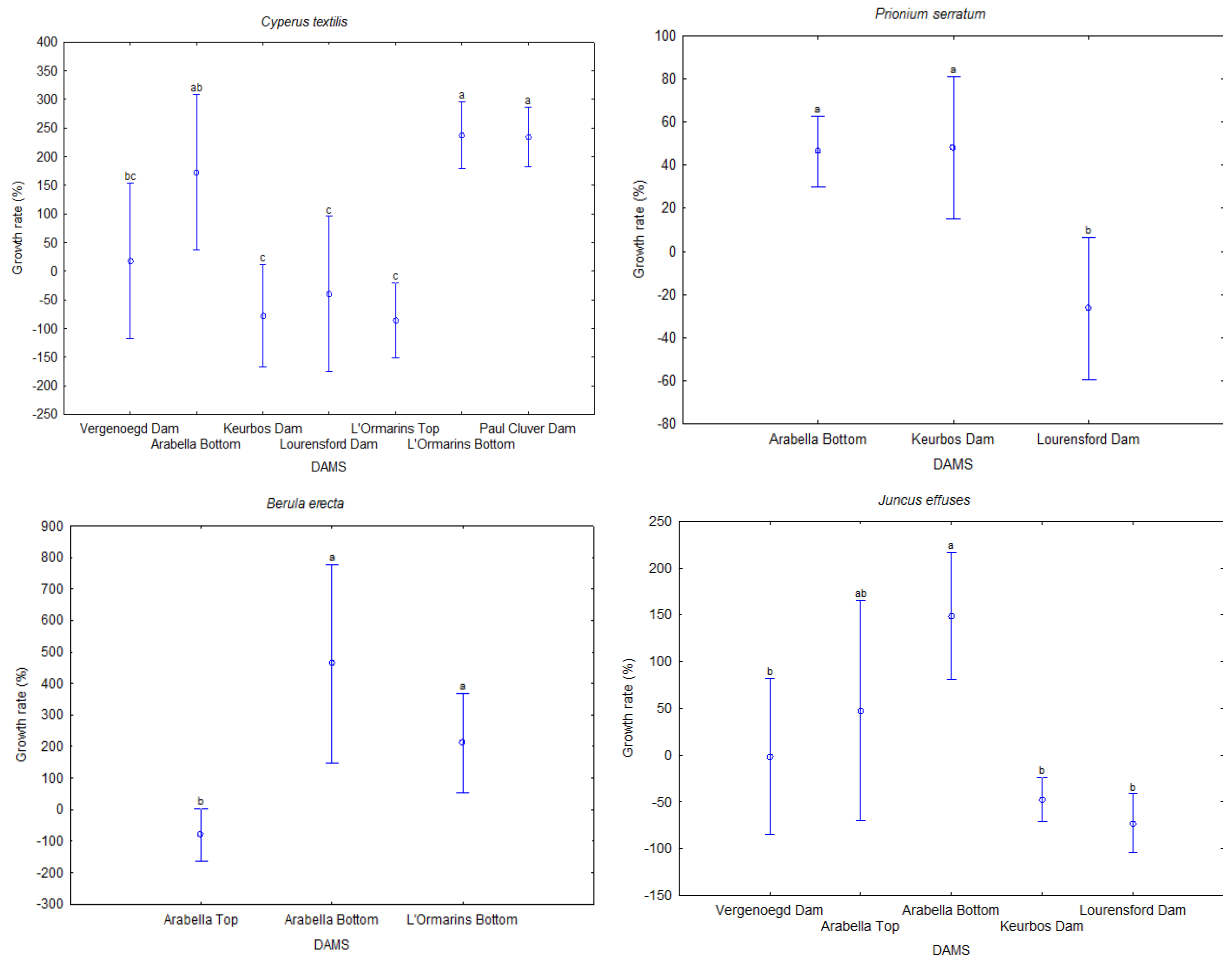 Cyperus textilis
400
350
300
250
200
150
100
50
0
-50
-100
-150
-200
-250
Growth rate (%)
bc
ab
c
c
c
a
a
Vergenoegd Dam Keurbos Dam L'Ormarins Top Paul Cluver Dam
Arabella Bottom Lourensford Dam L'Ormarins Bottom
DAMS
Prionium serratum
100
80
60
40
20
0
-20
-40
-60
-80
Growth rate (%)
a
a
b
Arabella Bottom Keurbos Dam Lourensford Dam
DAMS
Berula erecta
900
800
700
600
500
400
300
200
100
0
-100
-200
-300
Growth rate (%)
b
a
a
Arabella Top Arabella Bottom L'Ormarins Bottom
DAMS
Juncus effuses
250
200
150
100
50
0
-50
-100
-150
Growth rate (%)
b
ab
a
b
b
Vergenoegd Dam Arabella Bottom Lourensford Dam
Arabella Top Keurbos Dam
DAMS